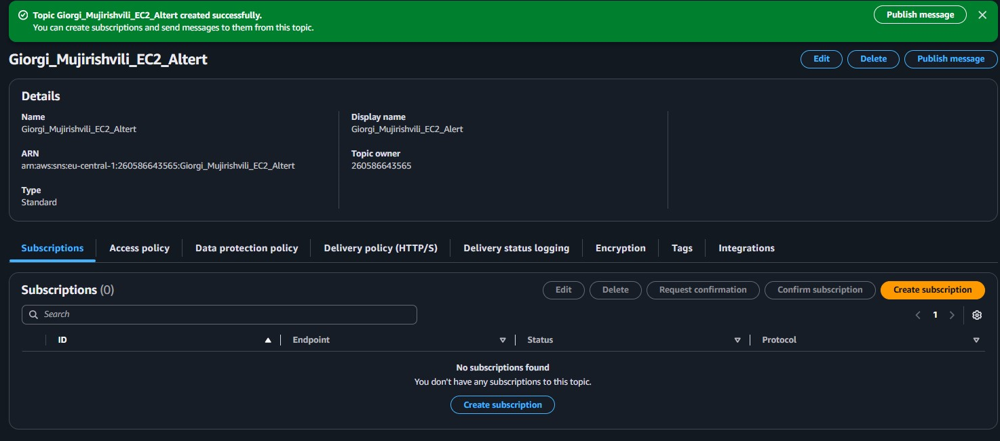 Topic Giorgi_Mujirishvili_EC2_Altert created successfully.
You can create subscriptions and send messages to them from this topic.
Publish message
Giorgi_Mujirishvili_EC2_Altert
Edit
Delete
Publish message
Details
Name
Giorgi_Mujirishvili_EC2_Altert
ARN
arn:aws:sns:eu-central-1:260586643565:Giorgi_Mujirishvili_EC2_Altert
Type
Standard
Display name
Giorgi_Mujirishvili_EC2_Alert
Topic owner
260586643565
Subscriptions
Access policy
Data protection policy
Delivery policy (HTTP/S)
Delivery status logging
Encryption
Tags
Integrations
Subscriptions (0)
Edit
Delete
Request confirmation
Confirm subscription
Create subscription
Search
1
ID
Endpoint
Status
Protocol
No subscriptions found
You don't have any subscriptions to this topic.
Create subscription